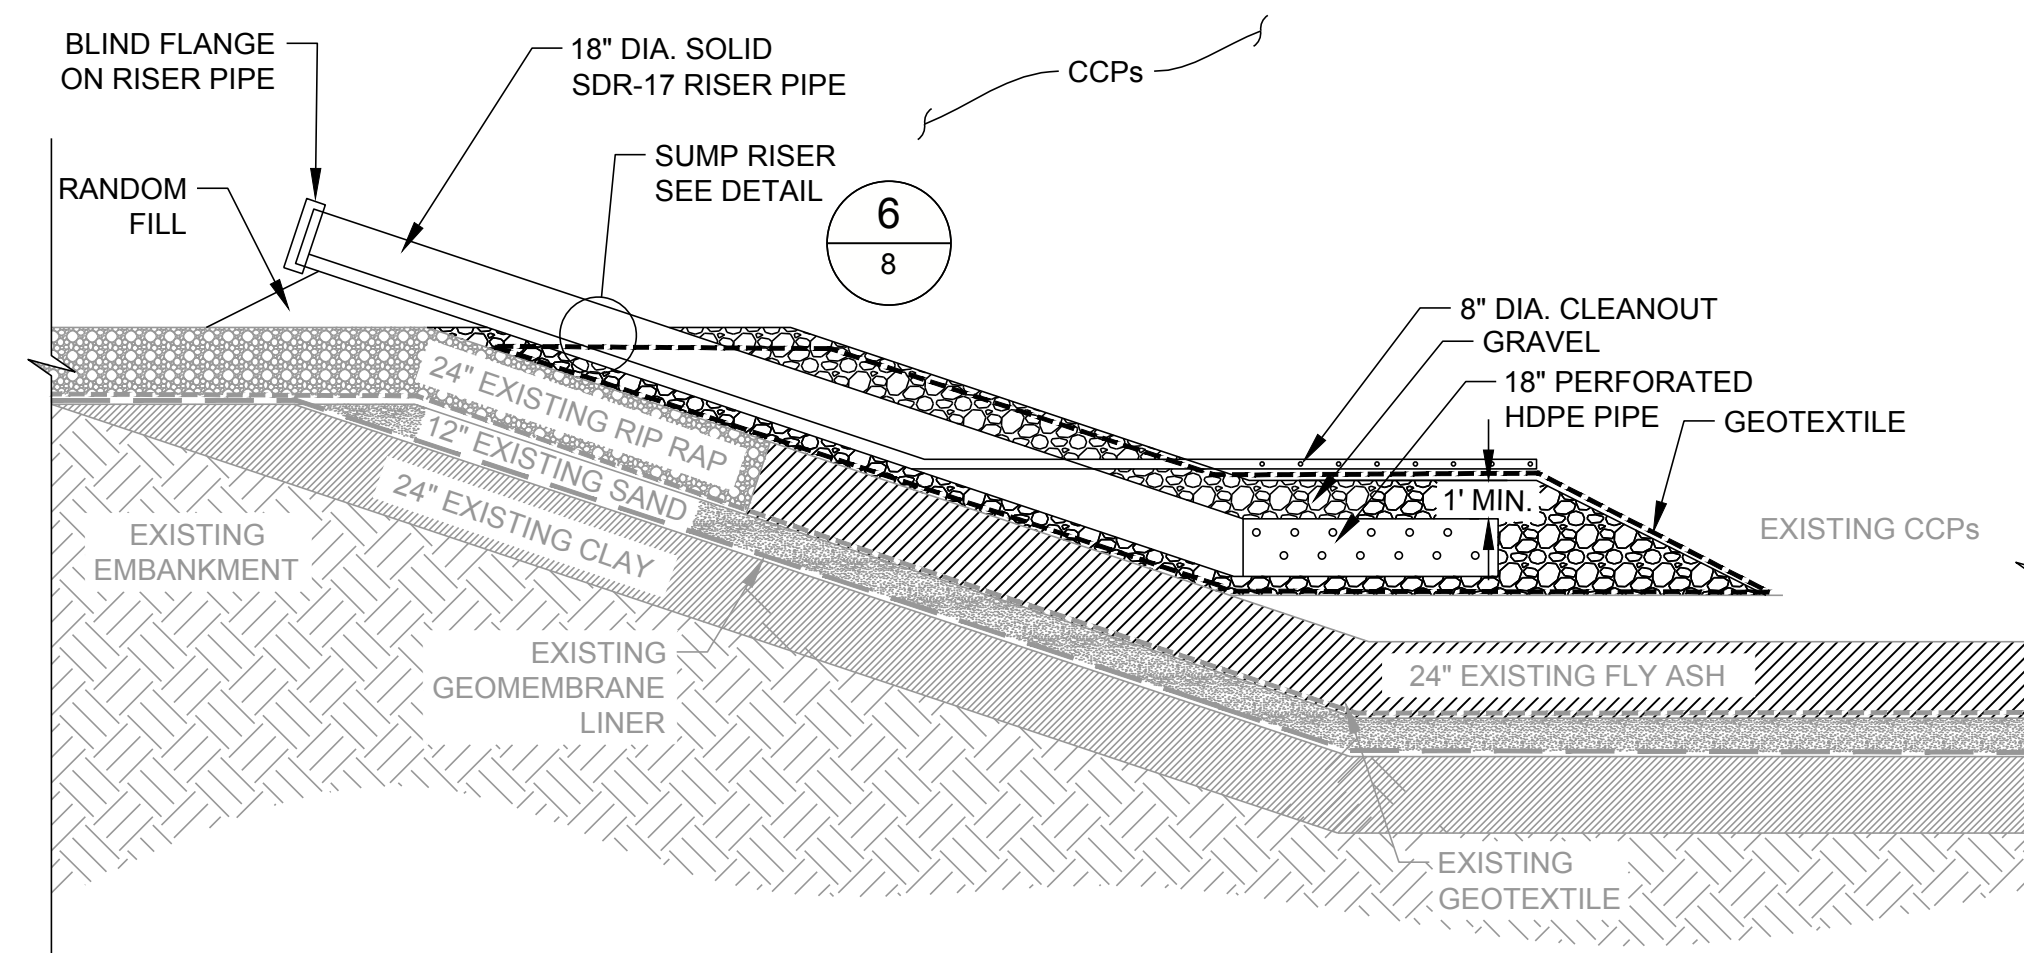 BLIND FLANGE
ON RISER PIPE
18" DIA. SOLID
SDR-17 RISER PIPE
CCPs
SUMP RISER
SEE DETAIL
6
8
RANDOM
FILL
8" DIA. CLEANOUT
GRAVEL
18" PERFORATED
HDPE PIPE
GEOTEXTILE
1' MIN.
24" EXISTING RIP RAP
12" EXISTING SAND
24" EXISTING CLAY
EXISTING
EMBANKMENT
EXISTING CCPs
EXISTING
GEOMEMBRANE
LINER
24" EXISTING FLY ASH
EXISTING
GEOTEXTILE